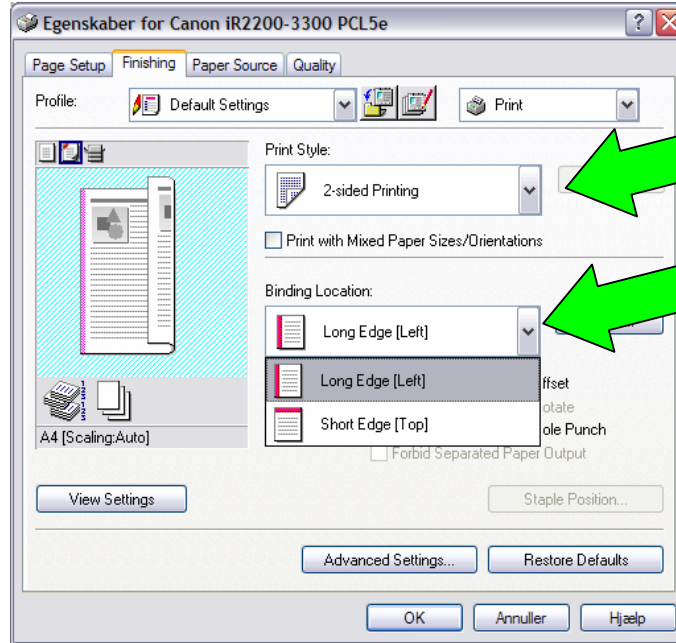 Egenskaber for Canon iR2200-3300 PCL5e
Page Setup Finishing Paper Source Quality
Profile: Default Settings Print
Print Style:
2-sided Printing
Print with Mixed Paper Sizes/Orientations
Binding Location:
Long Edge [Left]
Long Edge [Left]
Short Edge [Top]
ffset
otate
ole Punch
A4 [Scaling:Auto]
Forbid Separated Paper Output
View Settings Staple Position...
Advanced Settings... Restore Defaults
OK Annuller Hjælp